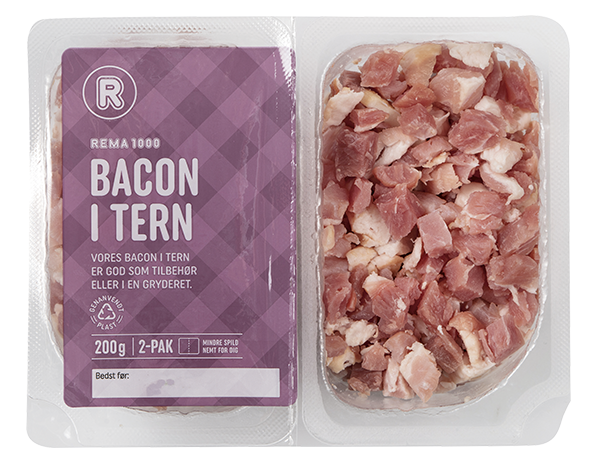 R
REMA 1000
BACON
I TERN
VORES BACON I TERN
ER GOD SOM TILBEHØR
ELLER I EN GRYDERET.
GENANVENDT
PLAST
200g 2-PAK MINDRE SPILD
NEMT FOR DIG
Bedst før: